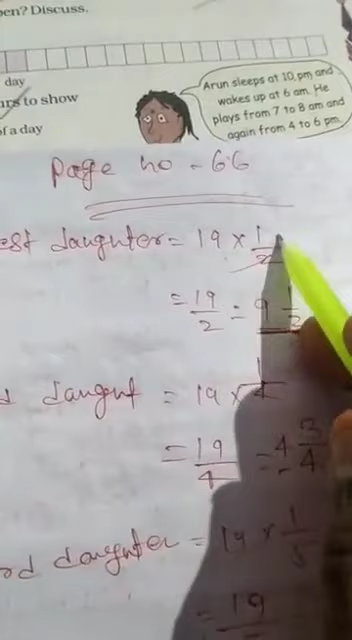 pen? Discuss.
day
ars to show
of a day
Arun sleeps at 10 pm and
wakes up at 6 am. He
plays from 7 to 8 am and
again from 4 to 6 pm.
Page no - 66
est daughter = 19 × 1/2
= 19/2 = 9 1/2
d daught = 19 × 1/4
= 19/4 = 4 3/4
rd daughter = 19 × 1/5
= 19